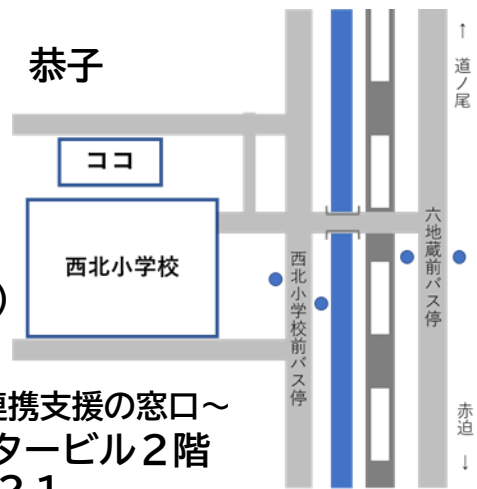 恭子
↑
道ノ尾
ココ
西北小学校
六地蔵前バス停
西北小学校前バス停
)
連携支援の窓口～
タービル２階
赤迫
↓